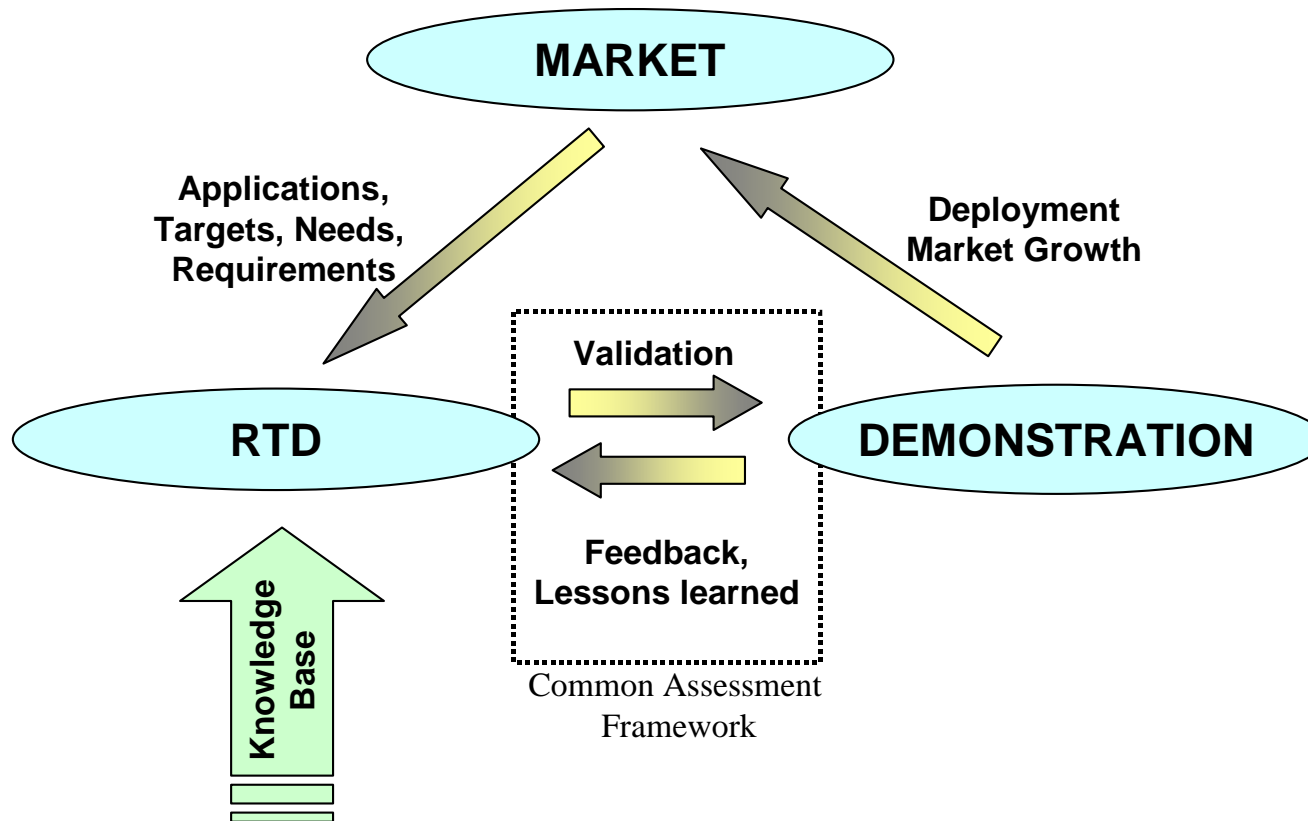 MARKET
Applications,
Targets, Needs,
Requirements
Deployment
Market Growth
Validation
RTD
DEMONSTRATION
Feedback,
Lessons learned
Knowledge
Base
Common Assessment
Framework